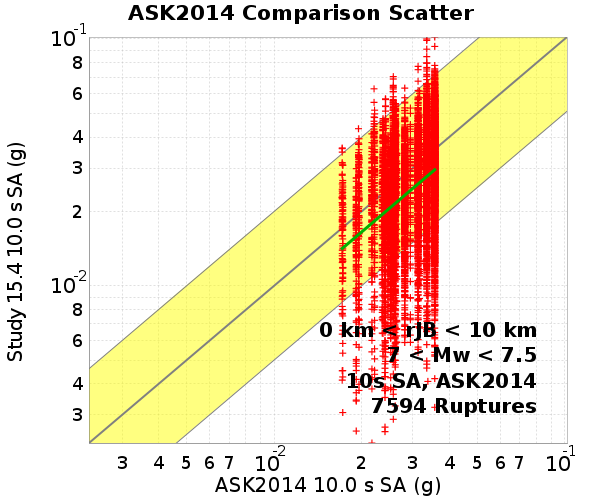 ASK2014 Comparison Scatter
Study 15.4 10.0 s SA (g)
10-1
8
6
4
3
2
10-2
8
6
4
3
0 km < rJB < 10 km
7 < Mw < 7.5
10s SA, ASK2014
7594 Ruptures
3 4 5 6 7 10-2 2 3 4 5 6 7 10-1
ASK2014 10.0 s SA (g)